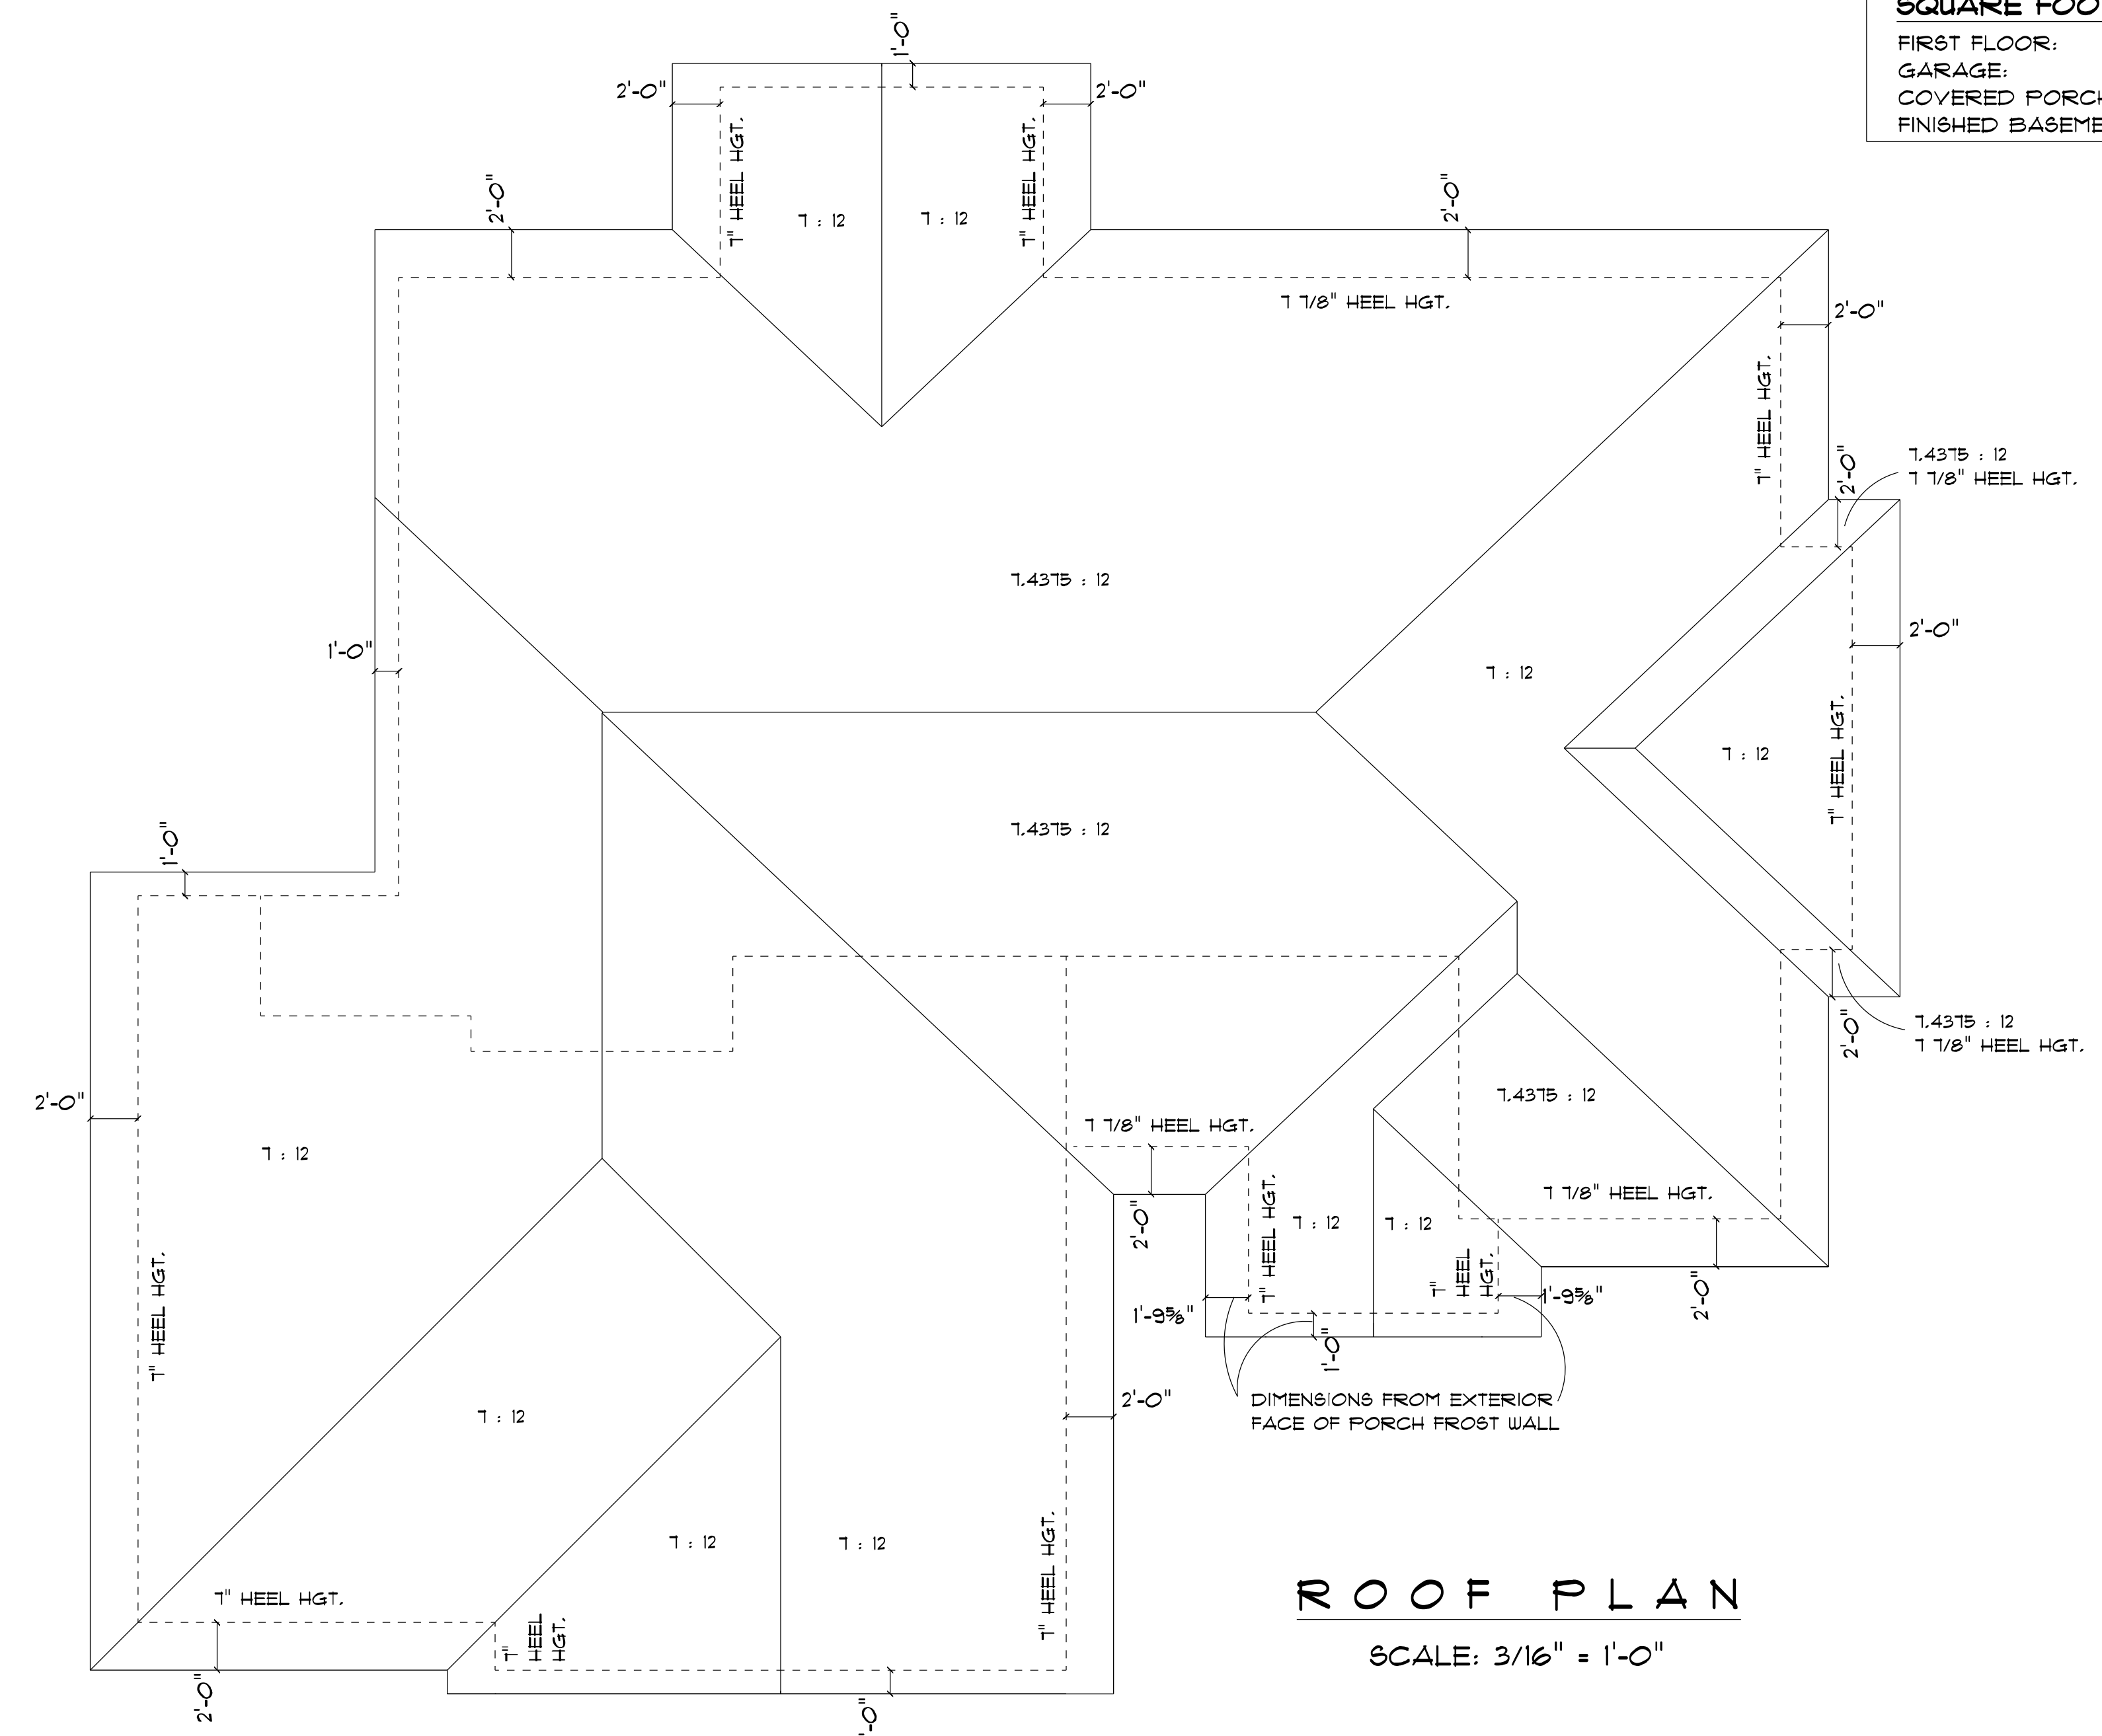 SQUARE FOO
FIRST FLOOR:
GARAGE:
COVERED PORCH
FINISHED BASEME
1'-0"
2'-0"
2'-0"
7" HEEL HGT.
7" HEEL HGT.
7 : 12
7 : 12
2'-0"
2'-0"
7 7/8" HEEL HGT.
2'-0"
7" HEEL HGT.
2'-0"
7.4375 : 12
7 7/8" HEEL HGT.
7.4375 : 12
1'-0"
2'-0"
7 : 12
7 : 12
7" HEEL HGT.
7.4375 : 12
1'-0"
7.4375 : 12
7 7/8" HEEL HGT.
2'-0"
2'-0"
7.4375 : 12
7 7/8" HEEL HGT.
7 : 12
7 7/8" HEEL HGT.
2'-0"
7" HEEL HGT.
7 : 12
7 : 12
7"
HEEL
HGT.
1'-9⅝"
1'-9⅝"
2'-0"
1'-0"
7" HEEL HGT.
DIMENSIONS FROM EXTERIOR
FACE OF PORCH FROST WALL
2'-0"
7 : 12
7 : 12
7 : 12
7" HEEL HGT.
7" HEEL HGT.
7"
HEEL
HGT.
2'-0"
'-0"
ROOF PLAN
SCALE: 3/16" = 1'-0"